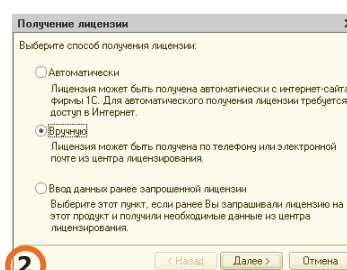 Получение лицензии
Выберите способ получения лицензии:
Автоматически
Лицензия может быть получена автоматически с интернет-сайта
фирмы 1С. Для автоматического получения лицензии требуется
доступ в Интернет.
Вручную
Лицензия может быть получена по телефону или электронной
почте из центра лицензирования.
Ввод данных ранее запрошенной лицензии
Выберите этот пункт, если ранее Вы запрашивали лицензию на
этот продукт и получили необходимые данные из центра
лицензирования.
2 < Назад Далее > Отмена